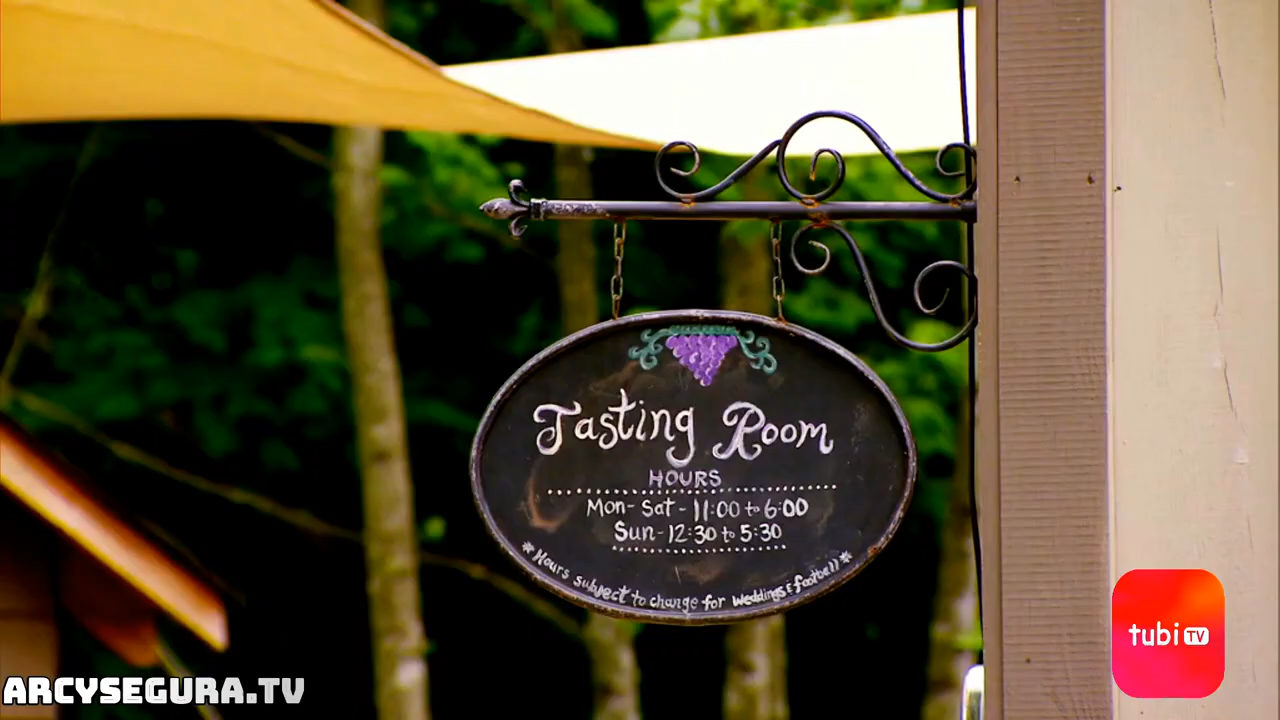 Tasting Room
HOURS
Mon- Sat - 11:00 to 6:00
Sun - 12:30 to 5:30
*Hours subject to change for Weddings & football*
tubi TV
ARCYSEGURA.TV